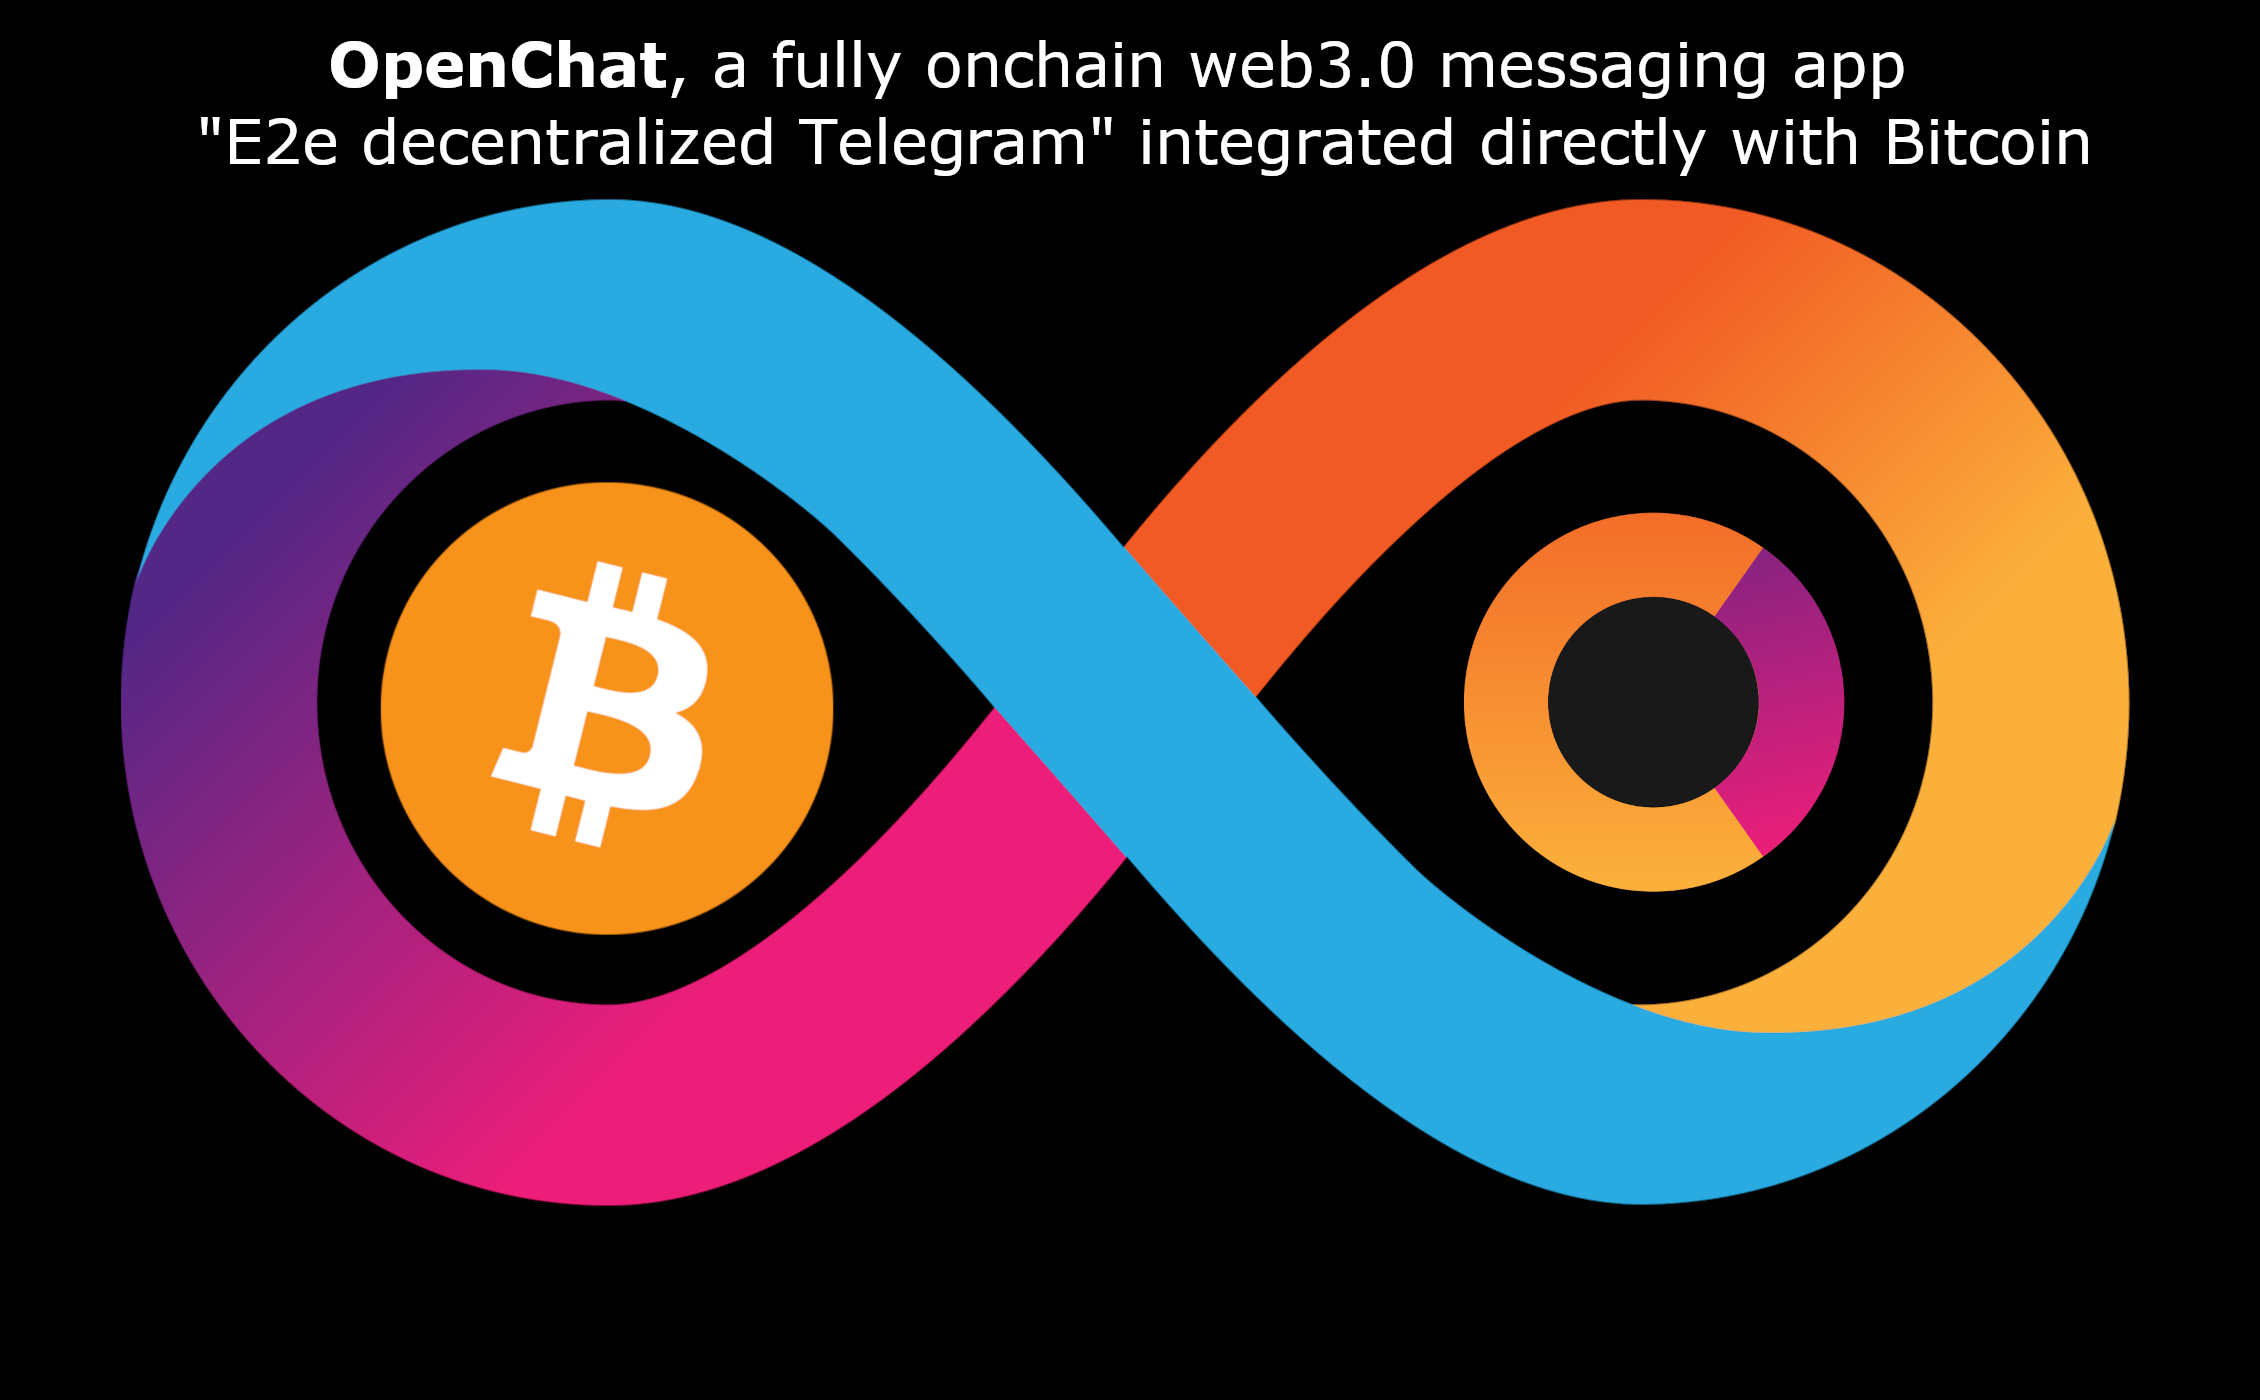 OpenChat, a fully onchain web3.0 messaging app
"E2e decentralized Telegram" integrated directly with Bitcoin